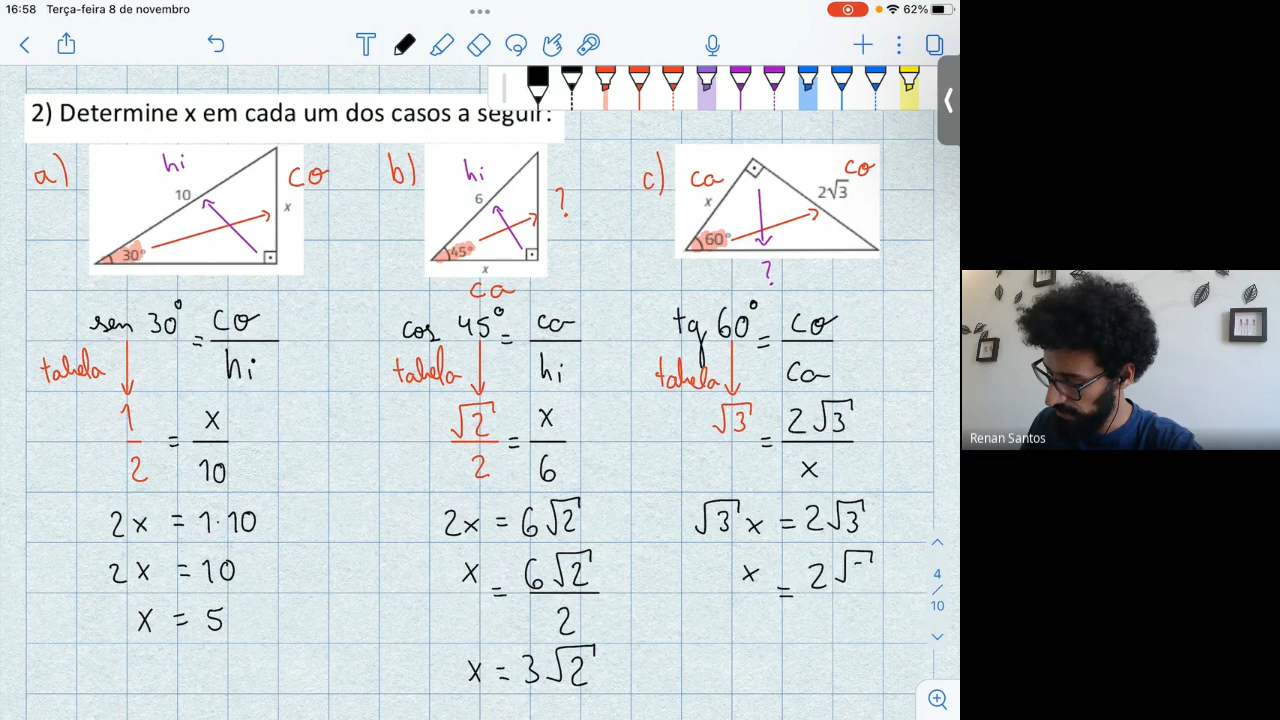 16:58 Terça-feira 8 de novembro
62%
2) Determine x em cada um dos casos a seguir:
a) hi co
10
x
30°
b) hi
6
?
45°
x
ca
c) ca co
x
2√3
60°
?
sen 30° = co/hi
tabela
1/2 = x/10
2x = 1·10
2x = 10
x = 5
cos 45° = ca/hi
tabela
√2/2 = x/6
2x = 6√2
x = 6√2/2
x = 3√2
tg 60° = co/ca
tabela
√3 = 2√3/x
√3 x = 2√3
x = 2√
4/10
Renan Santos